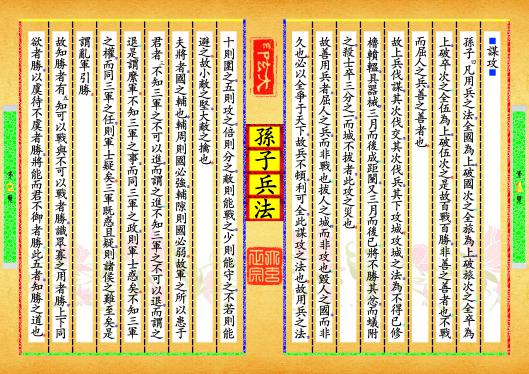 謀攻
孫子。凡用兵之法全國為上破國次之全旅為上破旅次之全卒為
上破卒次之全伍為上破伍次之是故百戰百勝非善之善者也不戰
而屈人之兵善之善者也
故上兵伐謀其次伐交其次伐兵其下攻城攻城之法為不得已修
櫓轒轀具器械三月而後成距闉又三月而後已將不勝其忿而蟻附
之殺士卒三分之一而城不拔者此攻之災也
故善用兵者屈人之兵而非戰也拔人之城而非攻也毀人之國而非
久也必以全爭于天下故兵不頓利可全此謀攻之法也故用兵之法
孫子兵法
十則圍之五則攻之倍則分之敵則能戰之少則能守之不若則能
避之故小敵之堅大敵之擒也
夫將者國之輔也輔周則國必強輔隙則國必弱故軍之所以患于
君者不知三軍之不可以進而謂之進不知三軍之不可以退而謂之
退是謂縻軍不知三軍之事而同三軍之政則軍士惑矣不知三軍
之權而同三軍之任則軍士疑矣三軍既惑且疑則諸侯之難至矣是
謂亂軍引勝
故知勝者有知可以戰與不可以戰者勝識眾寡之用者勝上下同
欲者勝以虞待不虞者勝將能而君不御者勝此五者知勝之道也